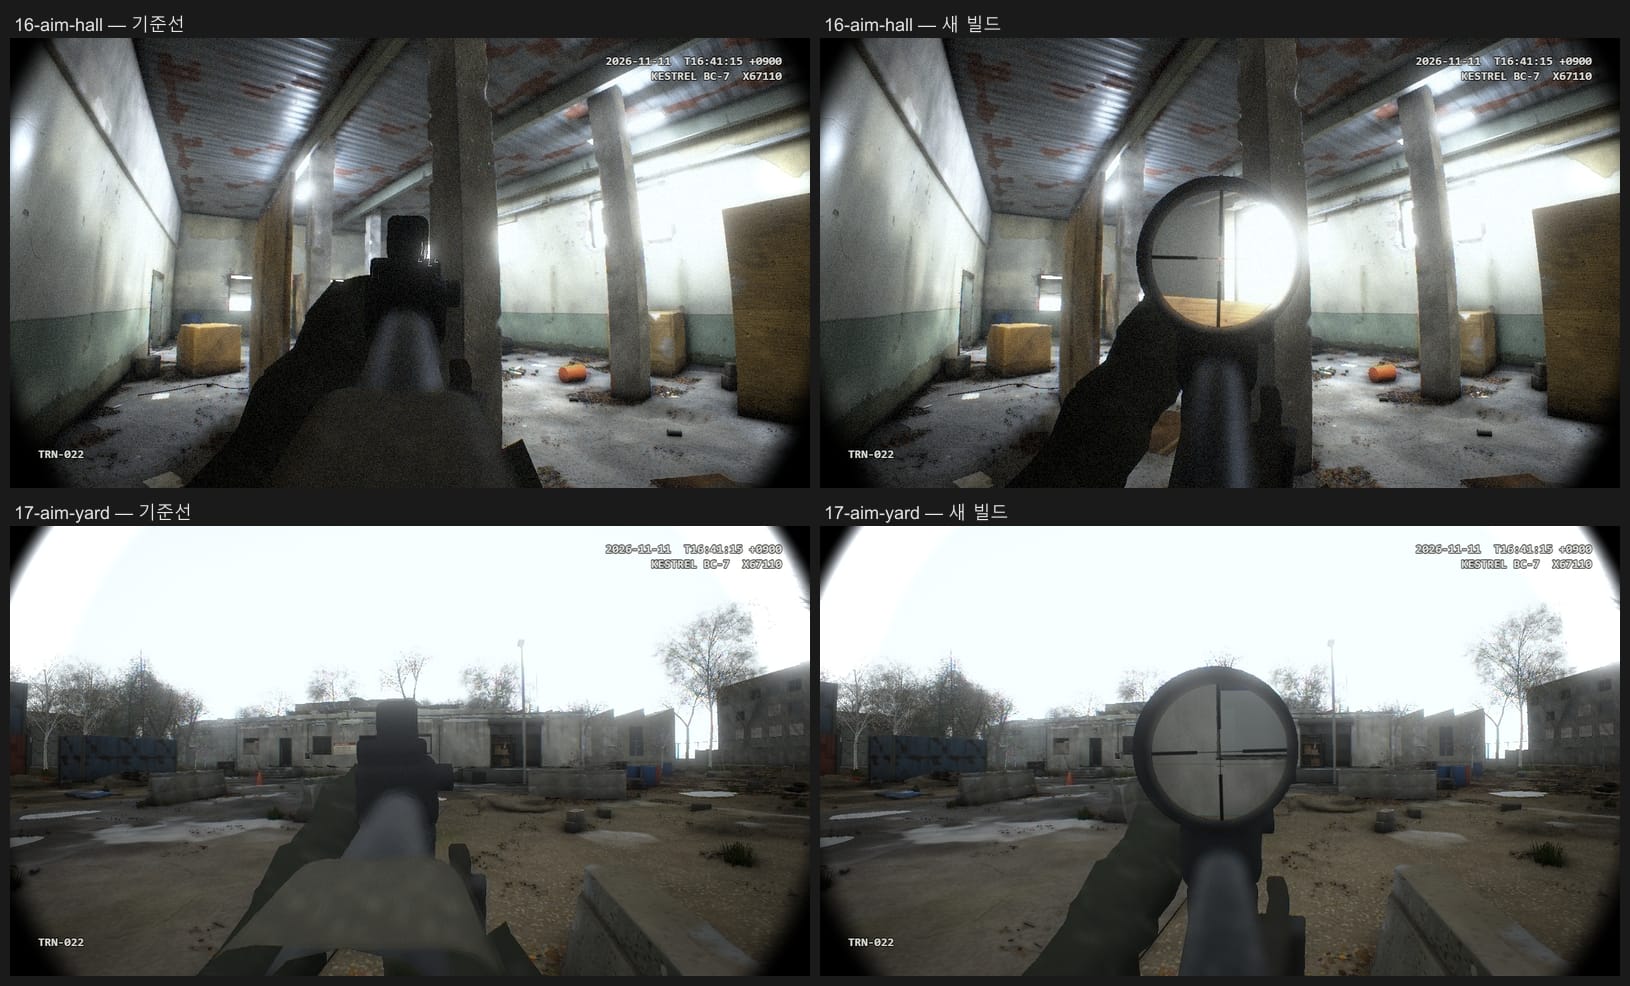 16-aim-hall — 기준선
16-aim-hall — 새 빌드
2026-11-11 T16:41:15 +0900
KESTREL BC-7 X67110
2026-11-11 T16:41:15 +0900
KESTREL BC-7 X67110
TRN-022
TRN-022
17-aim-yard — 기준선
17-aim-yard — 새 빌드
2026-11-11 T16:41:15 +0900
KESTREL BC-7 X67110
2026-11-11 T16:41:15 +0900
KESTREL BC-7 X67110
TRN-022
TRN-022